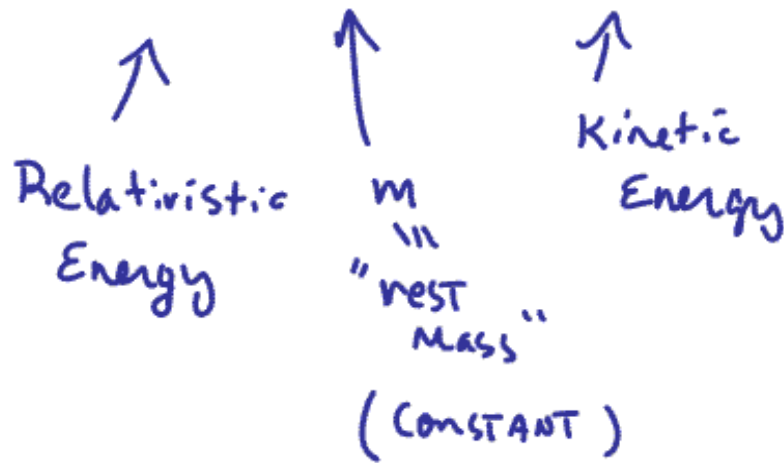 Relativistic
Energy
m
≡
"rest
Mass"
(CONSTANT)
Kinetic
Energy